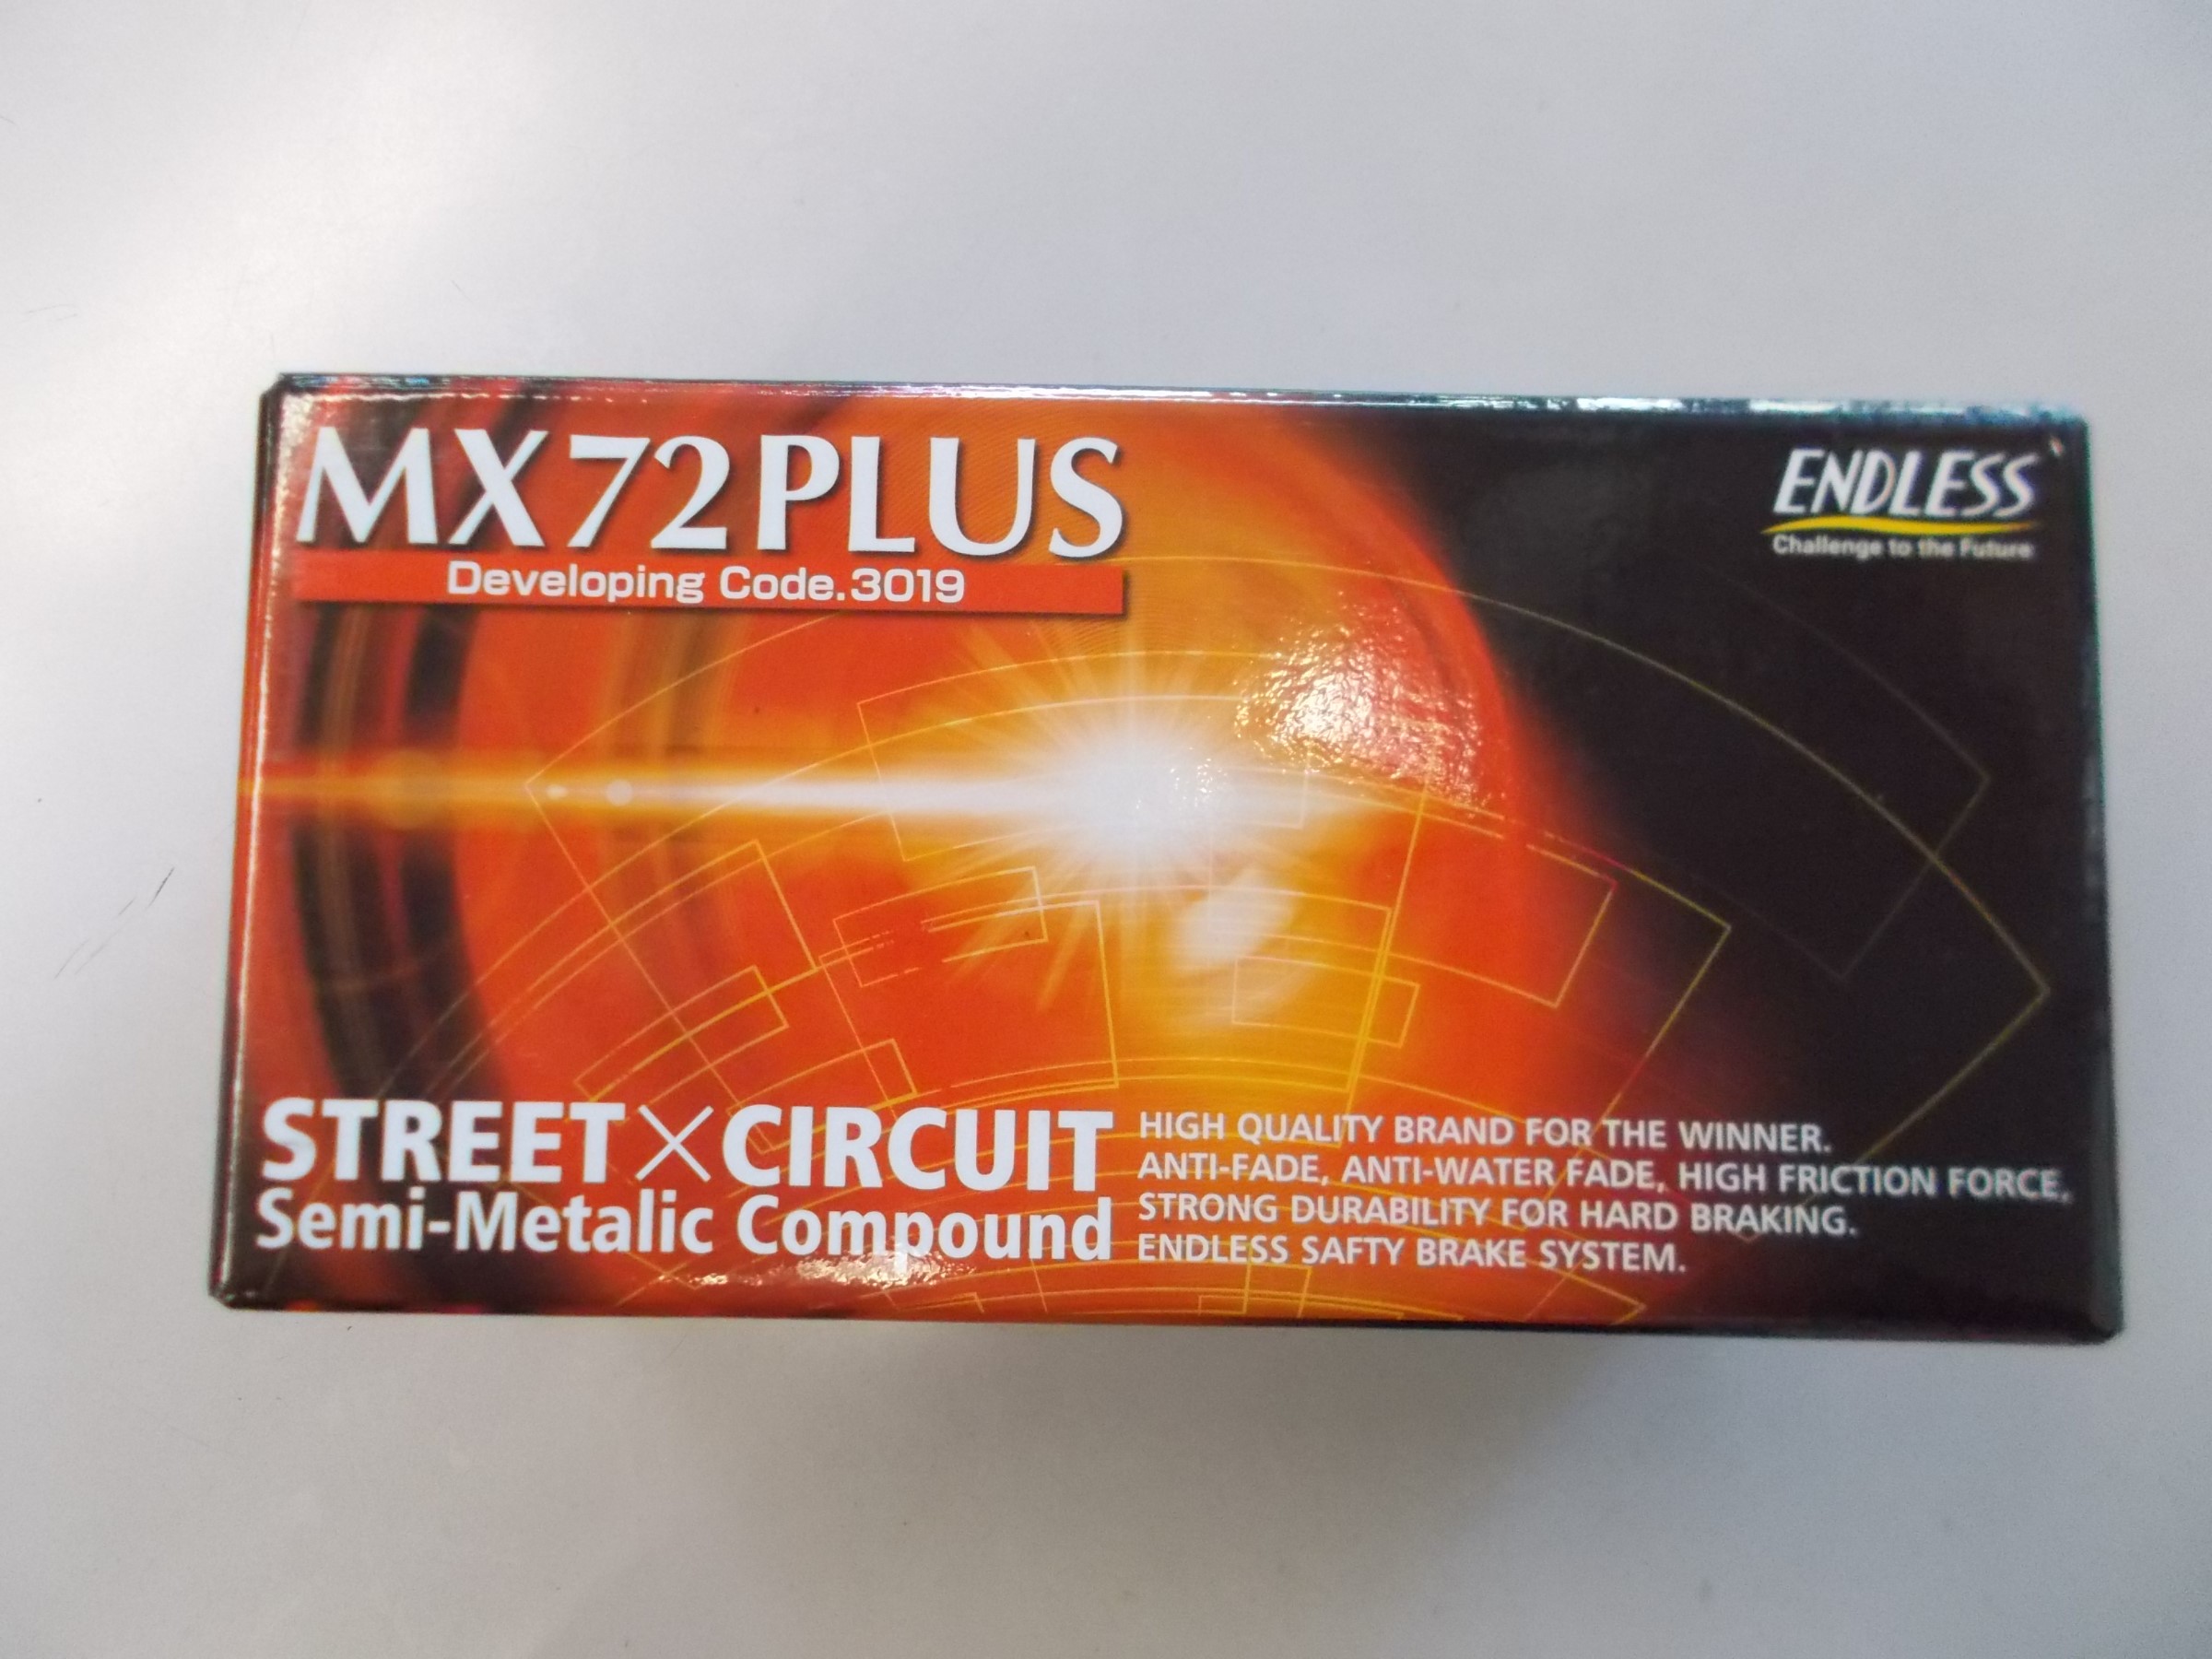 MX72PLUS
Developing Code.3019
ENDLESS
Challenge to the Future
STREET×CIRCUIT
Semi-Metalic Compound
HIGH QUALITY BRAND FOR THE WINNER.
ANTI-FADE, ANTI-WATER FADE, HIGH FRICTION FORCE,
STRONG DURABILITY FOR HARD BRAKING.
ENDLESS SAFTY BRAKE SYSTEM.